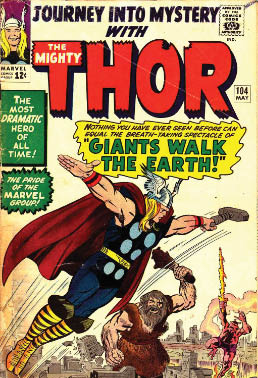 JOURNEY INTO MYSTERY
WITH
THE
MIGHTY
THOR
MARVEL
COMICS
GROUP
12¢
APPROVED
BY THE
COMICS
CODE
AUTHORITY
IND.
104
MAY
THE
MOST
DRAMATIC
HERO
OF
ALL
TIME!
NOTHING YOU HAVE EVER SEEN BEFORE CAN
EQUAL THE BREATH-TAKING SPECTACLE OF
"GIANTS WALK
THE EARTH!"
THE PRIDE OF
THE MARVEL
GROUP!